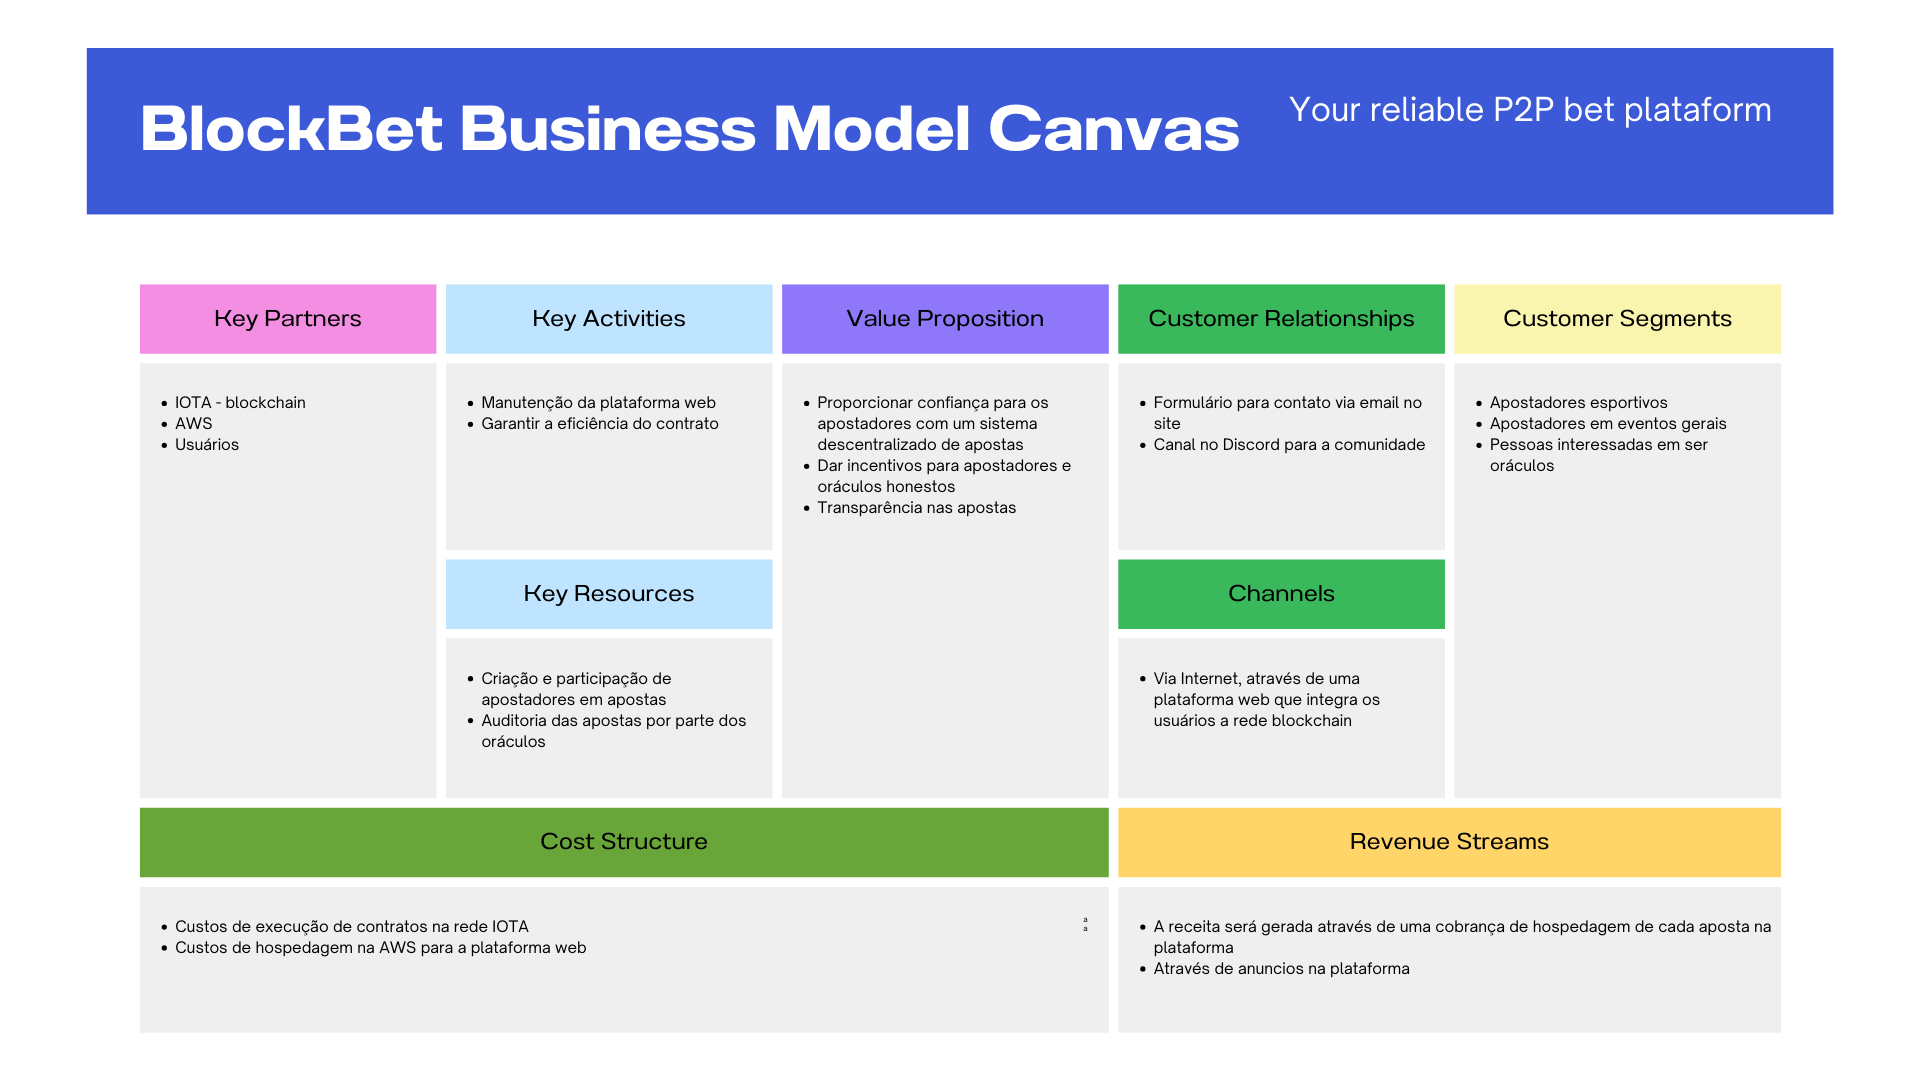 BlockBet Business Model Canvas
Your reliable P2P bet plataform
Key Partners
• IOTA - blockchain
• AWS
• Usuários
Key Activities
• Manutenção da plataforma web
• Garantir a eficiência do contrato
Key Resources
• Criação e participação de
apostadores em apostas
• Auditoria das apostas por parte dos
oráculos
Value Proposition
• Proporcionar confiança para os
apostadores com um sistema
descentralizado de apostas
• Dar incentivos para apostadores e
oráculos honestos
• Transparência nas apostas
Customer Relationships
• Formulário para contato via email no
site
• Canal no Discord para a comunidade
Channels
• Via Internet, através de uma
plataforma web que integra os
usuários a rede blockchain
Customer Segments
• Apostadores esportivos
• Apostadores em eventos gerais
• Pessoas interessadas em ser
oráculos
Cost Structure
• Custos de execução de contratos na rede IOTA
• Custos de hospedagem na AWS para a plataforma web
a
a
Revenue Streams
• A receita será gerada através de uma cobrança de hospedagem de cada aposta na
plataforma
• Através de anuncios na plataforma